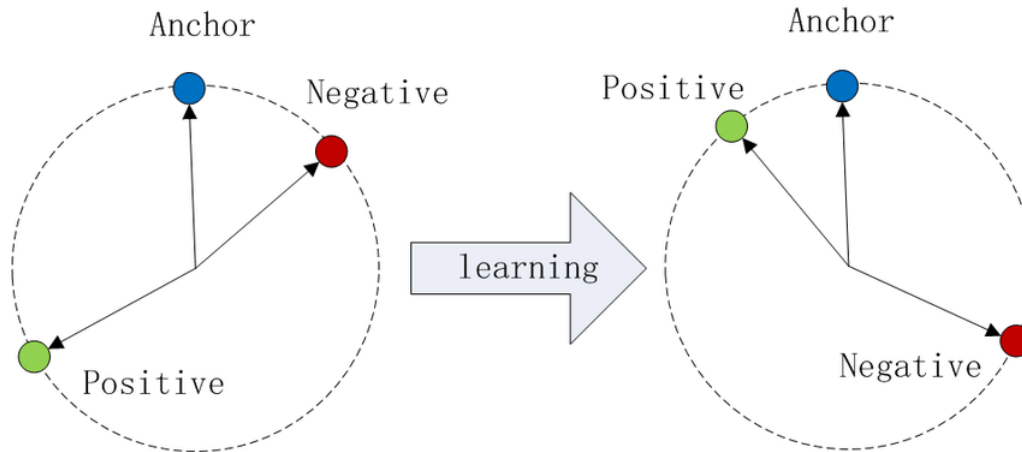 Anchor
Negative
Positive
learning
Anchor
Positive
Negative